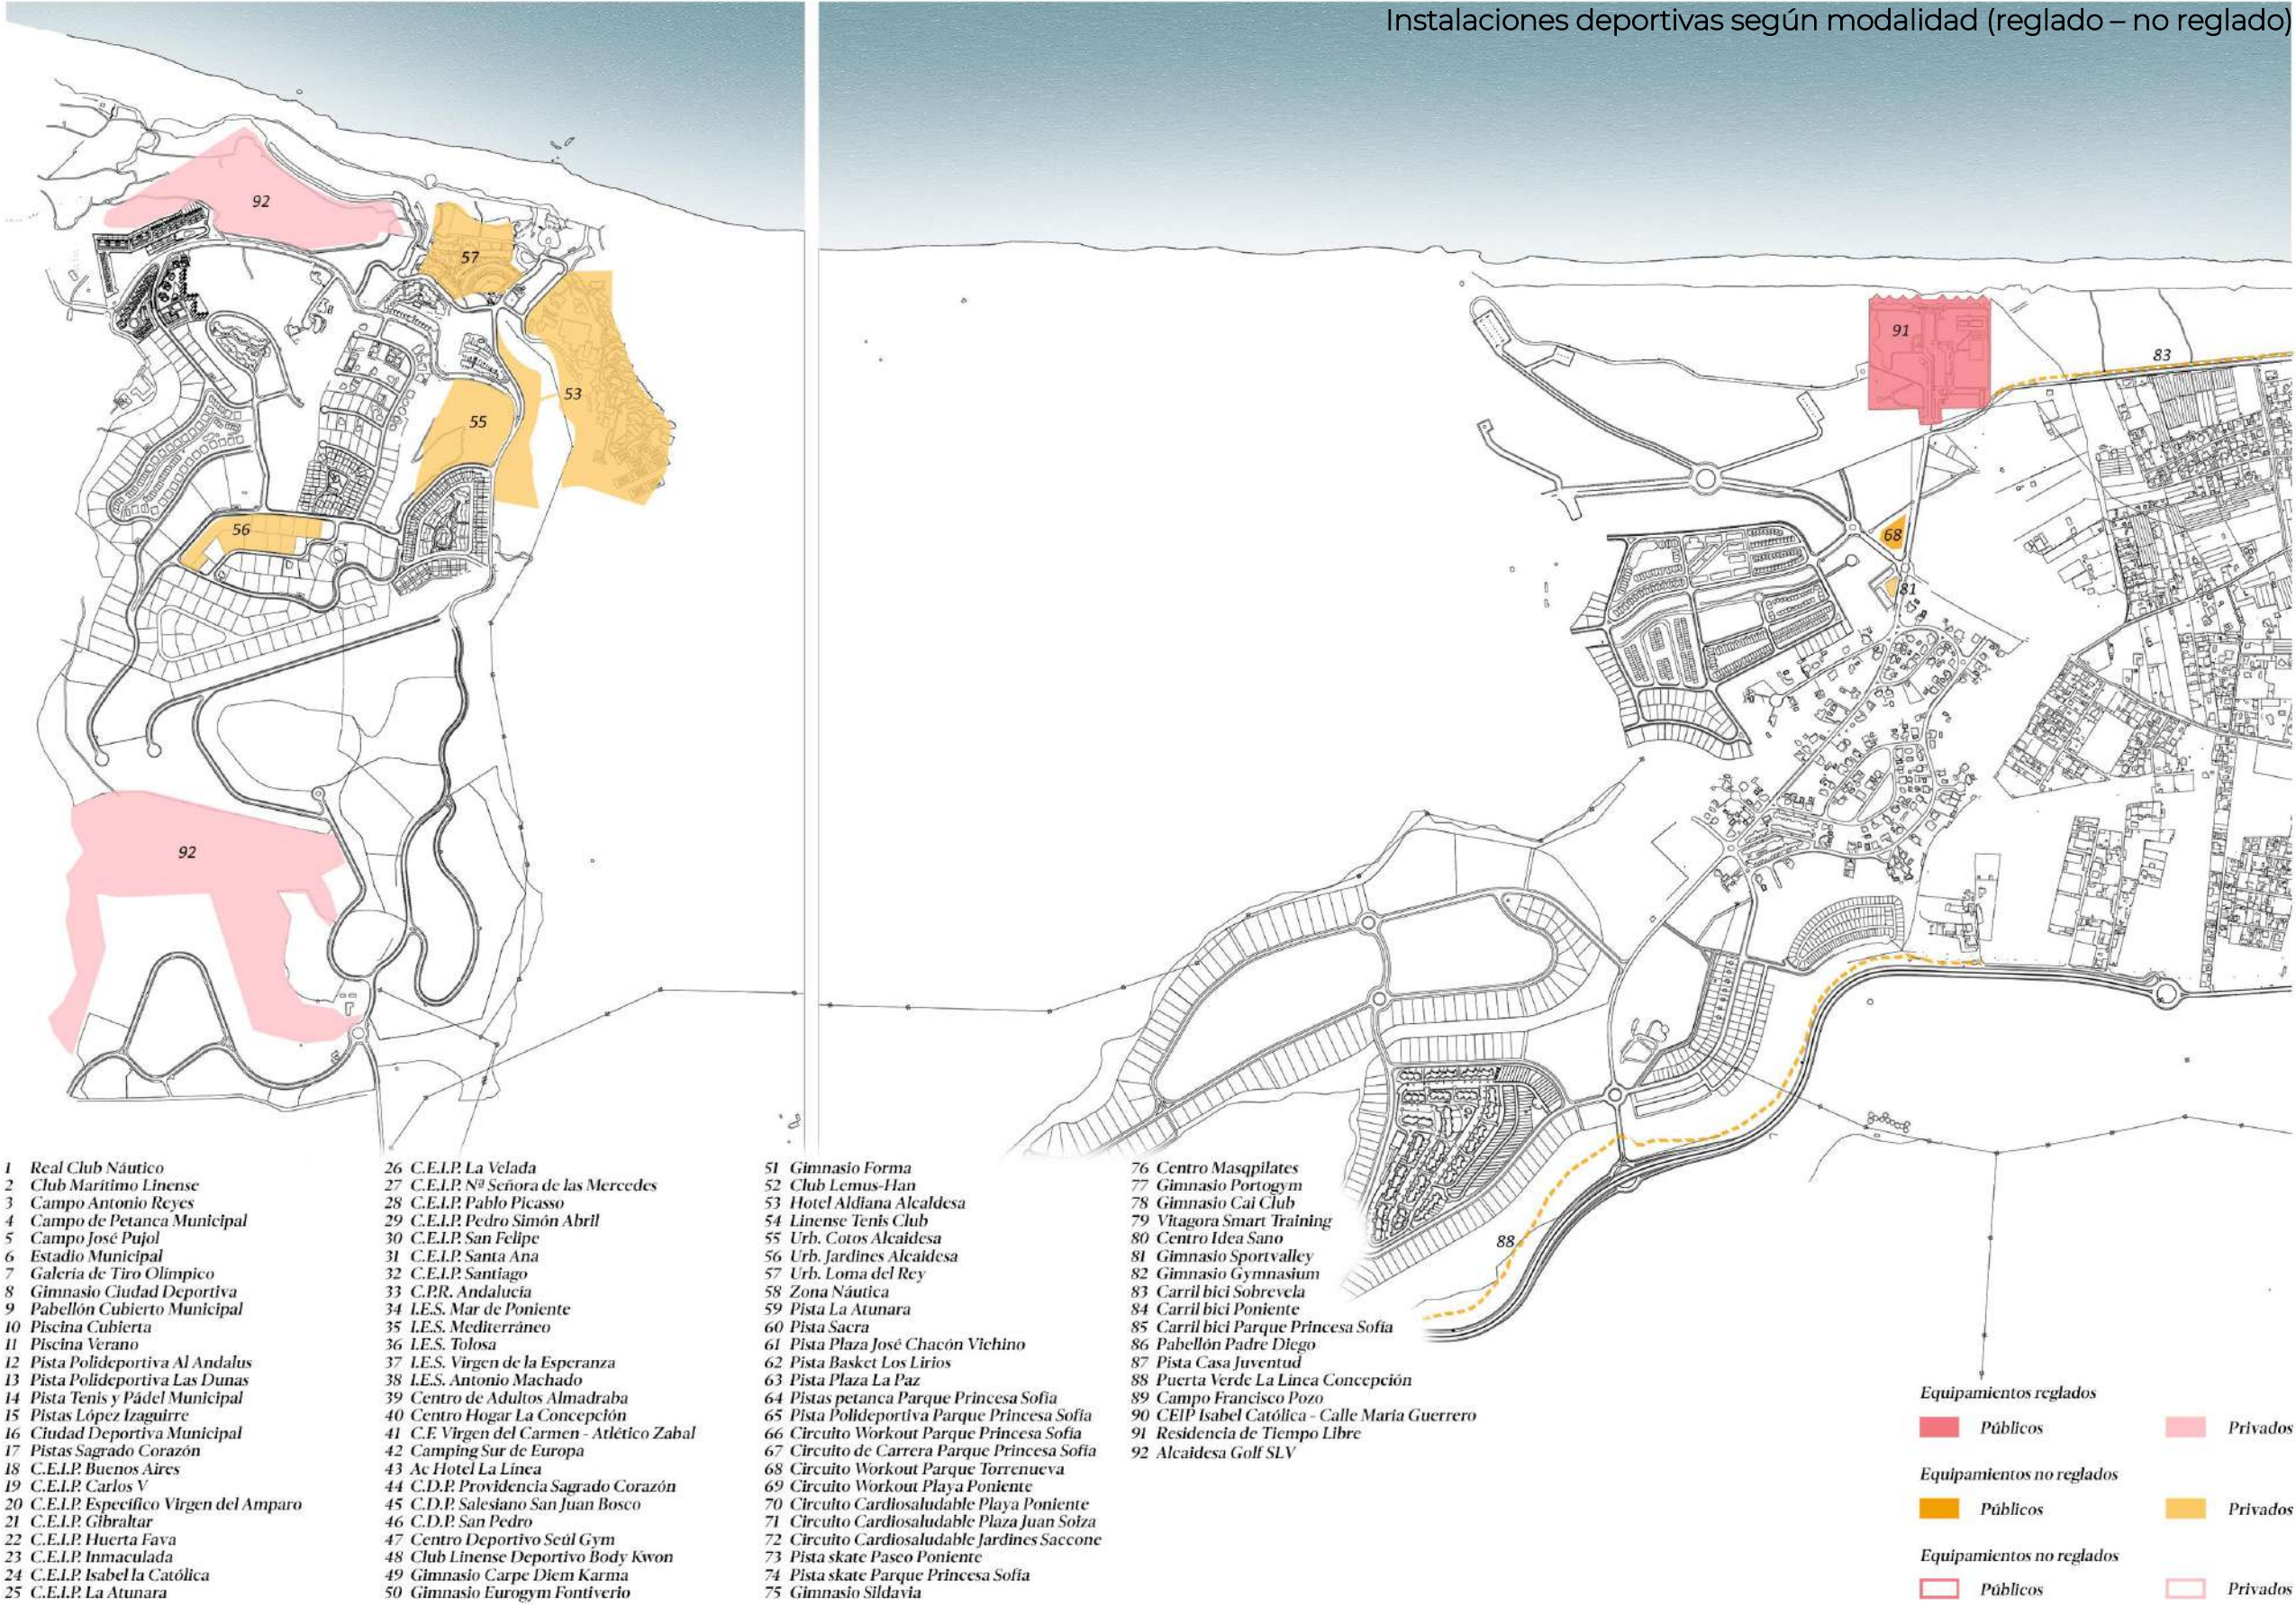 Instalaciones deportivas según modalidad (reglado – no reglado)
92
57
53
55
56
92
91
83
68
81
88
1 Real Club Náutico
2 Club Marítimo Linense
3 Campo Antonio Reyes
4 Campo de Petanca Municipal
5 Campo José Pujol
6 Estadio Municipal
7 Galería de Tiro Olímpico
8 Gimnasio Ciudad Deportiva
9 Pabellón Cubierto Municipal
10 Piscina Cubierta
11 Piscina Verano
12 Pista Polideportiva Al Andalus
13 Pista Polideportiva Las Dunas
14 Pista Tenis y Pádel Municipal
15 Pistas López Izaguirre
16 Ciudad Deportiva Municipal
17 Pistas Sagrado Corazón
18 C.E.I.P. Buenos Aires
19 C.E.I.P. Carlos V
20 C.E.I.P. Específico Virgen del Amparo
21 C.E.I.P. Gibraltar
22 C.E.I.P. Huerta Fava
23 C.E.I.P. Inmaculada
24 C.E.I.P. Isabel la Católica
25 C.E.I.P. La Atunara
26 C.E.I.P. La Velada
27 C.E.I.P. Nª Señora de las Mercedes
28 C.E.I.P. Pablo Picasso
29 C.E.I.P. Pedro Simón Abril
30 C.E.I.P. San Felipe
31 C.E.I.P. Santa Ana
32 C.E.I.P. Santiago
33 C.P.R. Andalucía
34 I.E.S. Mar de Poniente
35 I.E.S. Mediterráneo
36 I.E.S. Tolosa
37 I.E.S. Virgen de la Esperanza
38 I.E.S. Antonio Machado
39 Centro de Adultos Almadraba
40 Centro Hogar La Concepción
41 C.F. Virgen del Carmen - Atlético Zabal
42 Camping Sur de Europa
43 Ac Hotel La Línea
44 C.D.P. Providencia Sagrado Corazón
45 C.D.P. Salesiano San Juan Bosco
46 C.D.P. San Pedro
47 Centro Deportivo Seúl Gym
48 Club Linense Deportivo Body Kwon
49 Gimnasio Carpe Diem Karma
50 Gimnasio Eurogym Fontiverio
51 Gimnasio Forma
52 Club Lemus-Han
53 Hotel Aldiana Alcaldesa
54 Linense Tenis Club
55 Urb. Cotos Alcaidesa
56 Urb. Jardines Alcaidesa
57 Urb. Loma del Rey
58 Zona Náutica
59 Pista La Atunara
60 Pista Sacra
61 Pista Plaza José Chacón Vichino
62 Pista Basket Los Lirios
63 Pista Plaza La Paz
64 Pistas petanca Parque Princesa Sofía
65 Pista Polideportiva Parque Princesa Sofía
66 Circuito Workout Parque Princesa Sofía
67 Circuito de Carrera Parque Princesa Sofía
68 Circuito Workout Parque Torrenueva
69 Circuito Workout Playa Poniente
70 Circuito Cardiosaludable Playa Poniente
71 Circuito Cardiosaludable Plaza Juan Soiza
72 Circuito Cardiosaludable Jardines Saccone
73 Pista skate Paseo Poniente
74 Pista skate Parque Princesa Sofía
75 Gimnasio Sildavia
76 Centro Masqpilates
77 Gimnasio Portogym
78 Gimnasio Cai Club
79 Vitagora Smart Training
80 Centro Idea Sano
81 Gimnasio Sportvalley
82 Gimnasio Gymnasium
83 Carril bici Sobrevela
84 Carril bici Poniente
85 Carril bici Parque Princesa Sofía
86 Pabellón Padre Diego
87 Pista Casa Juventud
88 Puerta Verde La Línea Concepción
89 Campo Francisco Pozo
90 CEIP Isabel Católica - Calle María Guerrero
91 Residencia de Tiempo Libre
92 Alcaidesa Golf SLV
Equipamientos reglados
Públicos Privados
Equipamientos no reglados
Públicos Privados
Equipamientos no reglados
Públicos Privados